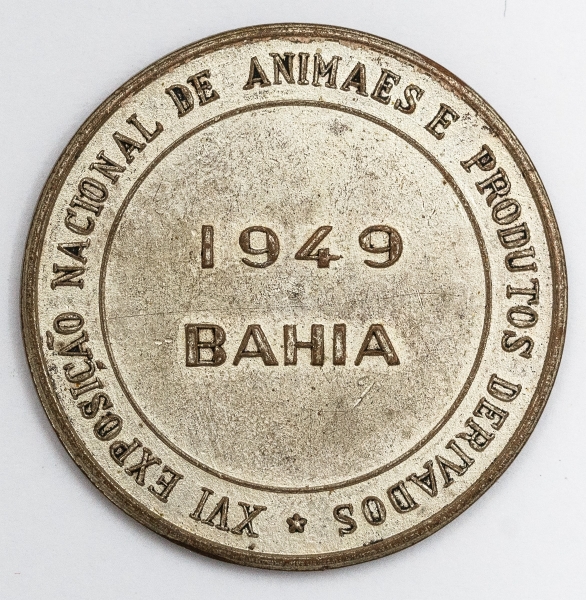 XVI EXPOSIÇÃO NACIONAL DE ANIMAES E PRODUTOS DERIVADOS
1949
BAHIA